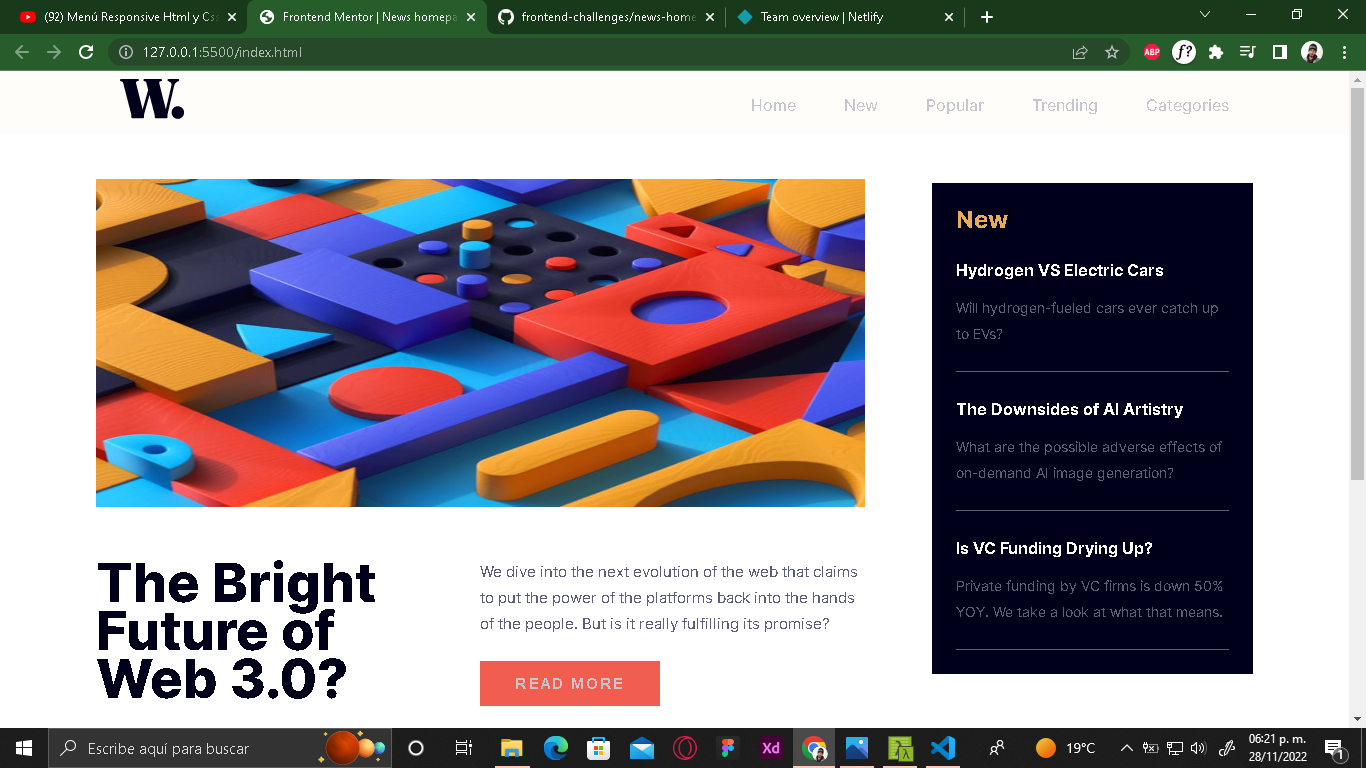 (92) Menú Responsive Html y Css
Frontend Mentor | News homepa
frontend-challenges/news-home
Team overview | Netlify
127.0.0.1:5500/index.html
ABP
f?
W.
Home New Popular Trending Categories
New
Hydrogen VS Electric Cars
Will hydrogen-fueled cars ever catch up
to EVs?
The Downsides of AI Artistry
What are the possible adverse effects of
on-demand AI image generation?
Is VC Funding Drying Up?
Private funding by VC firms is down 50%
YOY. We take a look at what that means.
The Bright
Future of
Web 3.0?
We dive into the next evolution of the web that claims
to put the power of the platforms back into the hands
of the people. But is it really fulfilling its promise?
READ MORE
Escribe aquí para buscar
Xd
19°C
06:21 p. m.
28/11/2022
1